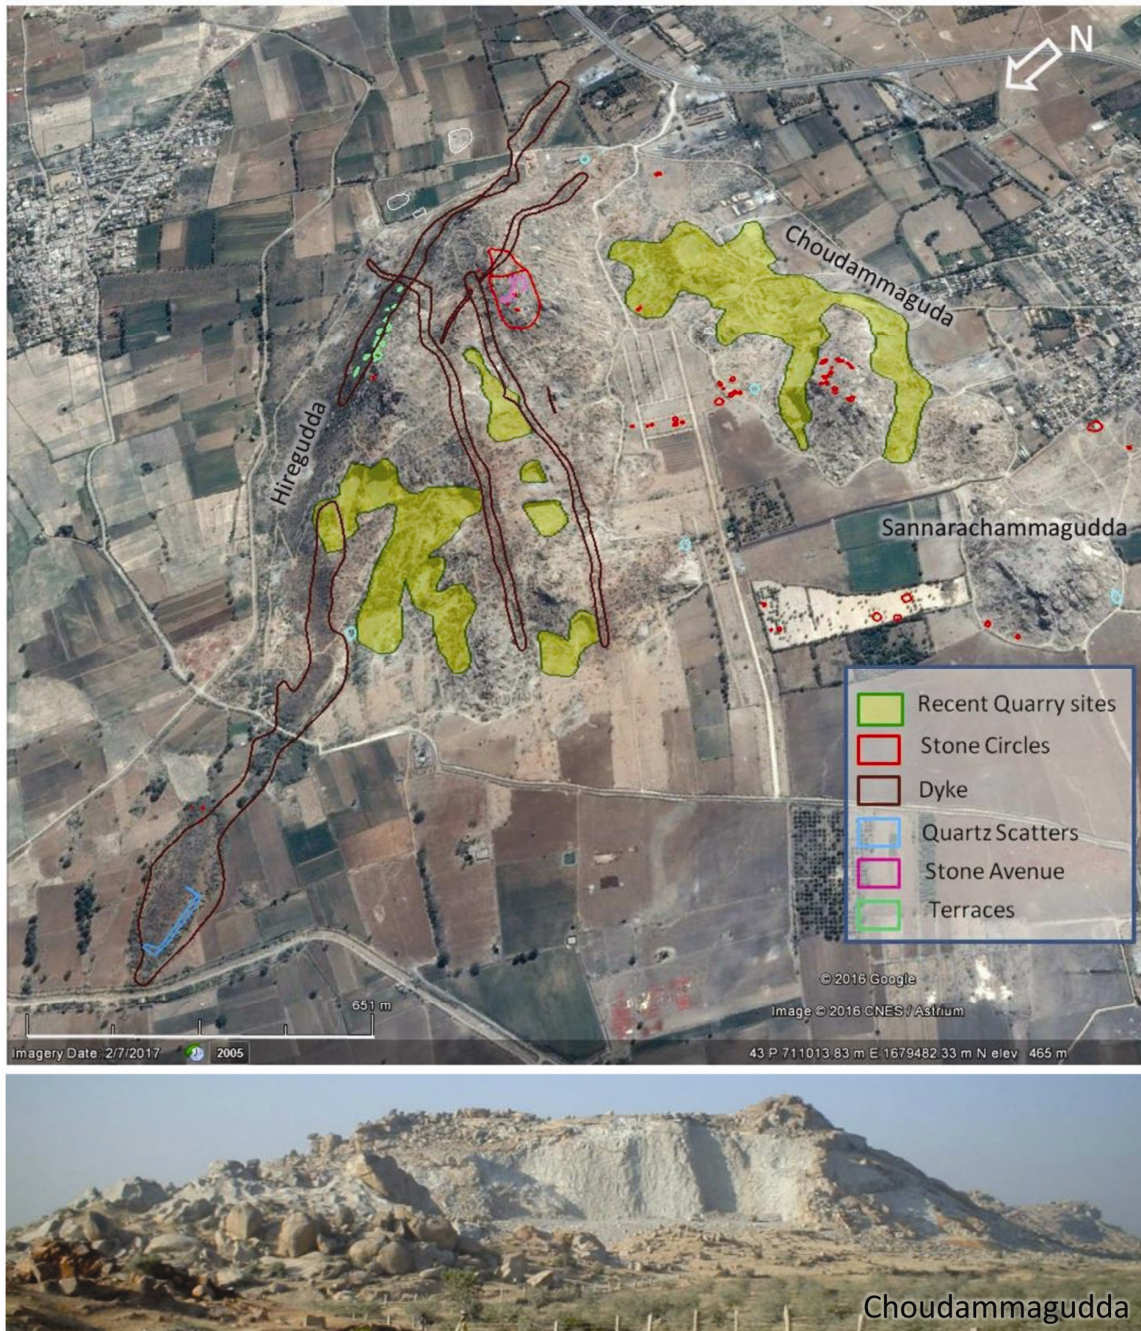 N
Choudammaguda
Hiregudda
Sannarachammagudda
Recent Quarry sites
Stone Circles
Dyke
Quartz Scatters
Stone Avenue
Terraces
© 2016 Google
Image © 2016 CNES / Astrium
651 m
Imagery Date: 2/7/2017
2005
43 P 711013.83 m E 1679482.33 m N elev 465 m
Choudammagudda